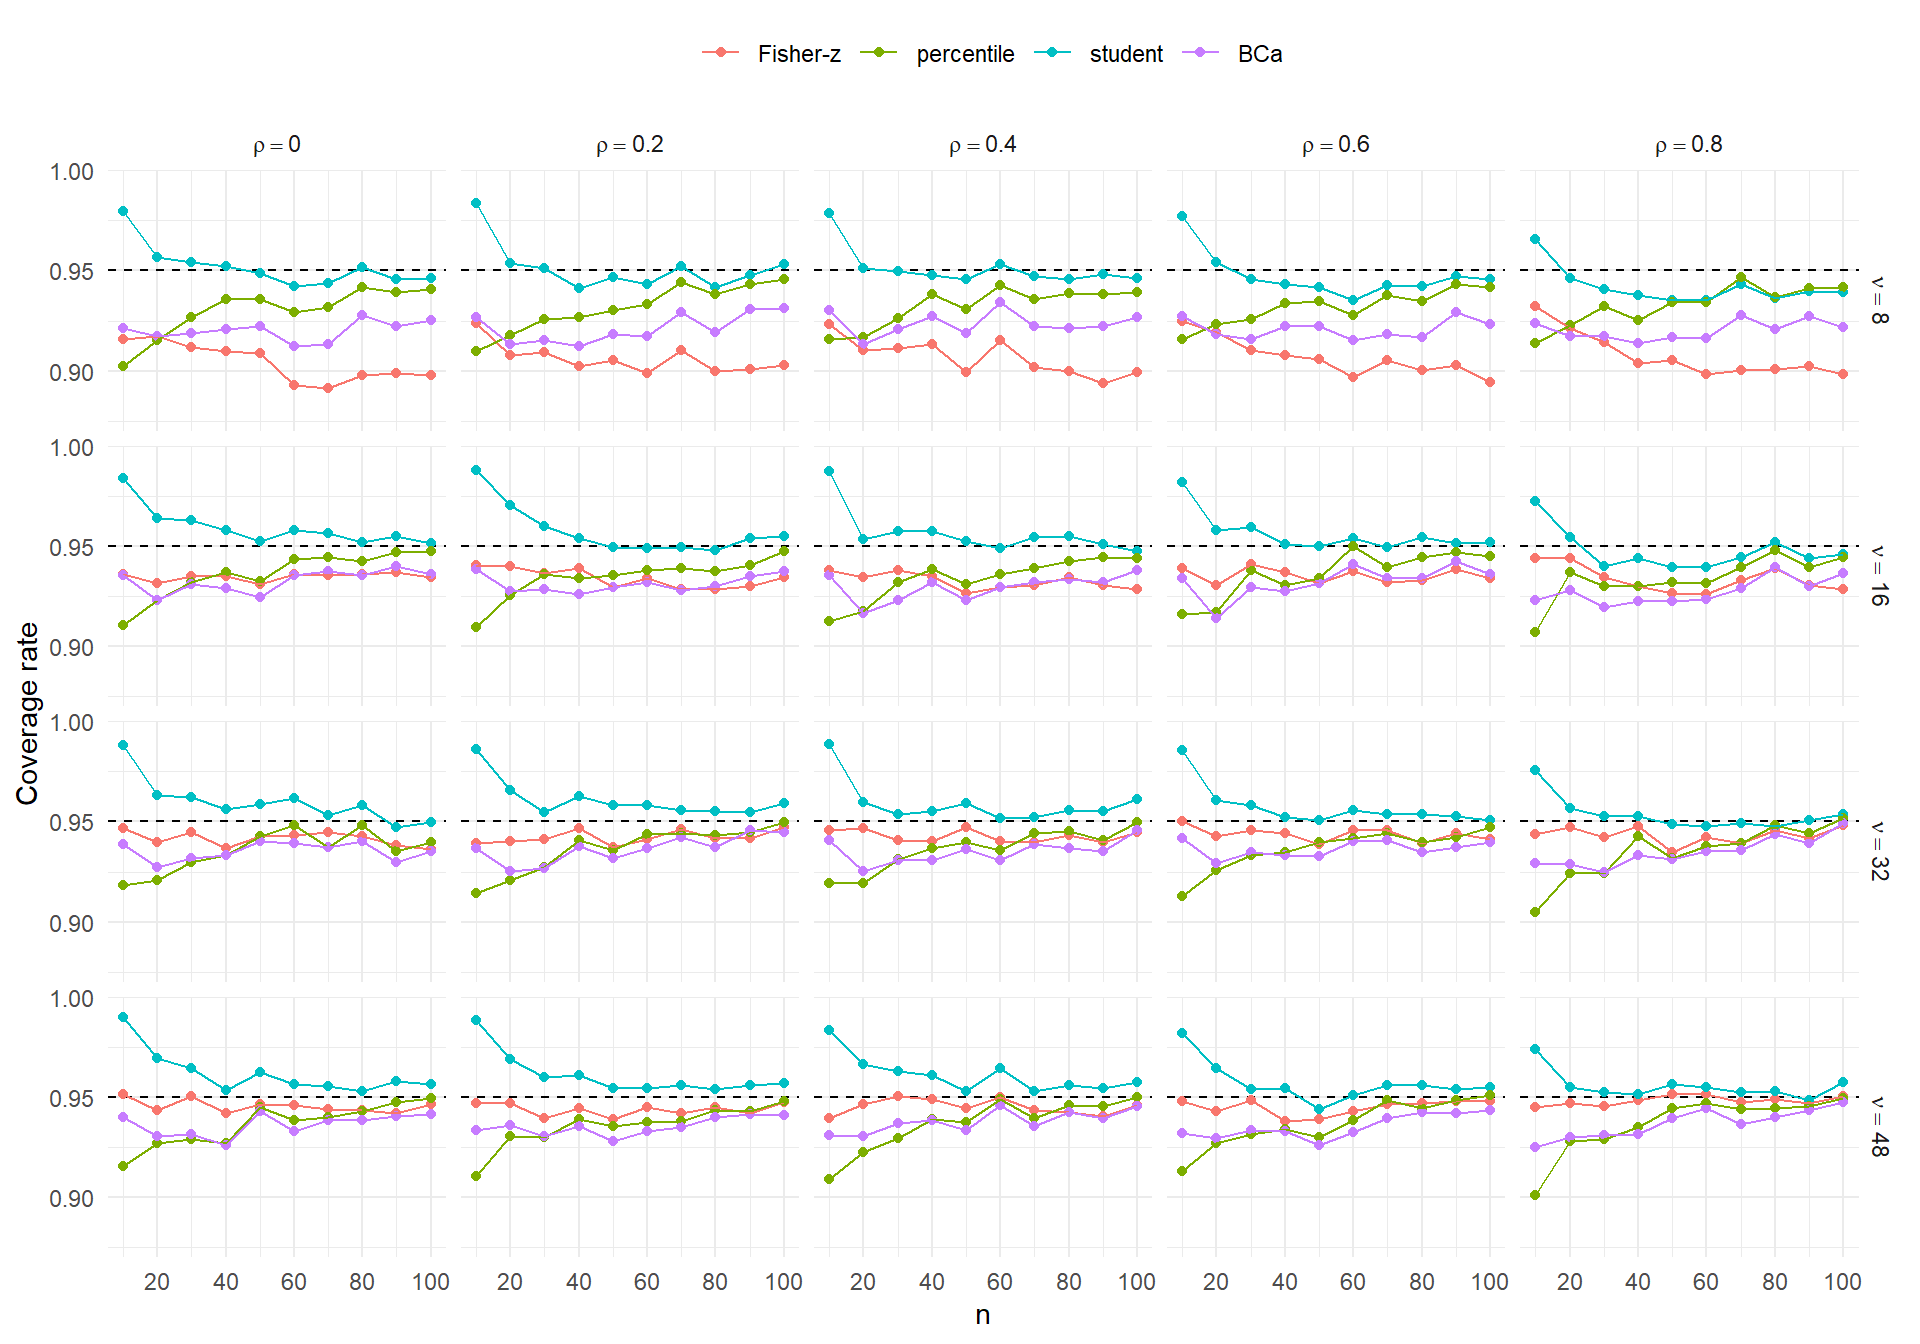 Fisher-z percentile student BCa
ρ = 0 ρ = 0.2 ρ = 0.4 ρ = 0.6 ρ = 0.8
1.00
0.95
0.90
ν = 8
1.00
0.95
0.90
ν = 16
1.00
0.95
0.90
ν = 32
1.00
0.95
0.90
ν = 48
Coverage rate
20 40 60 80 100 20 40 60 80 100 20 40 60 80 100 20 40 60 80 100 20 40 60 80 100
n